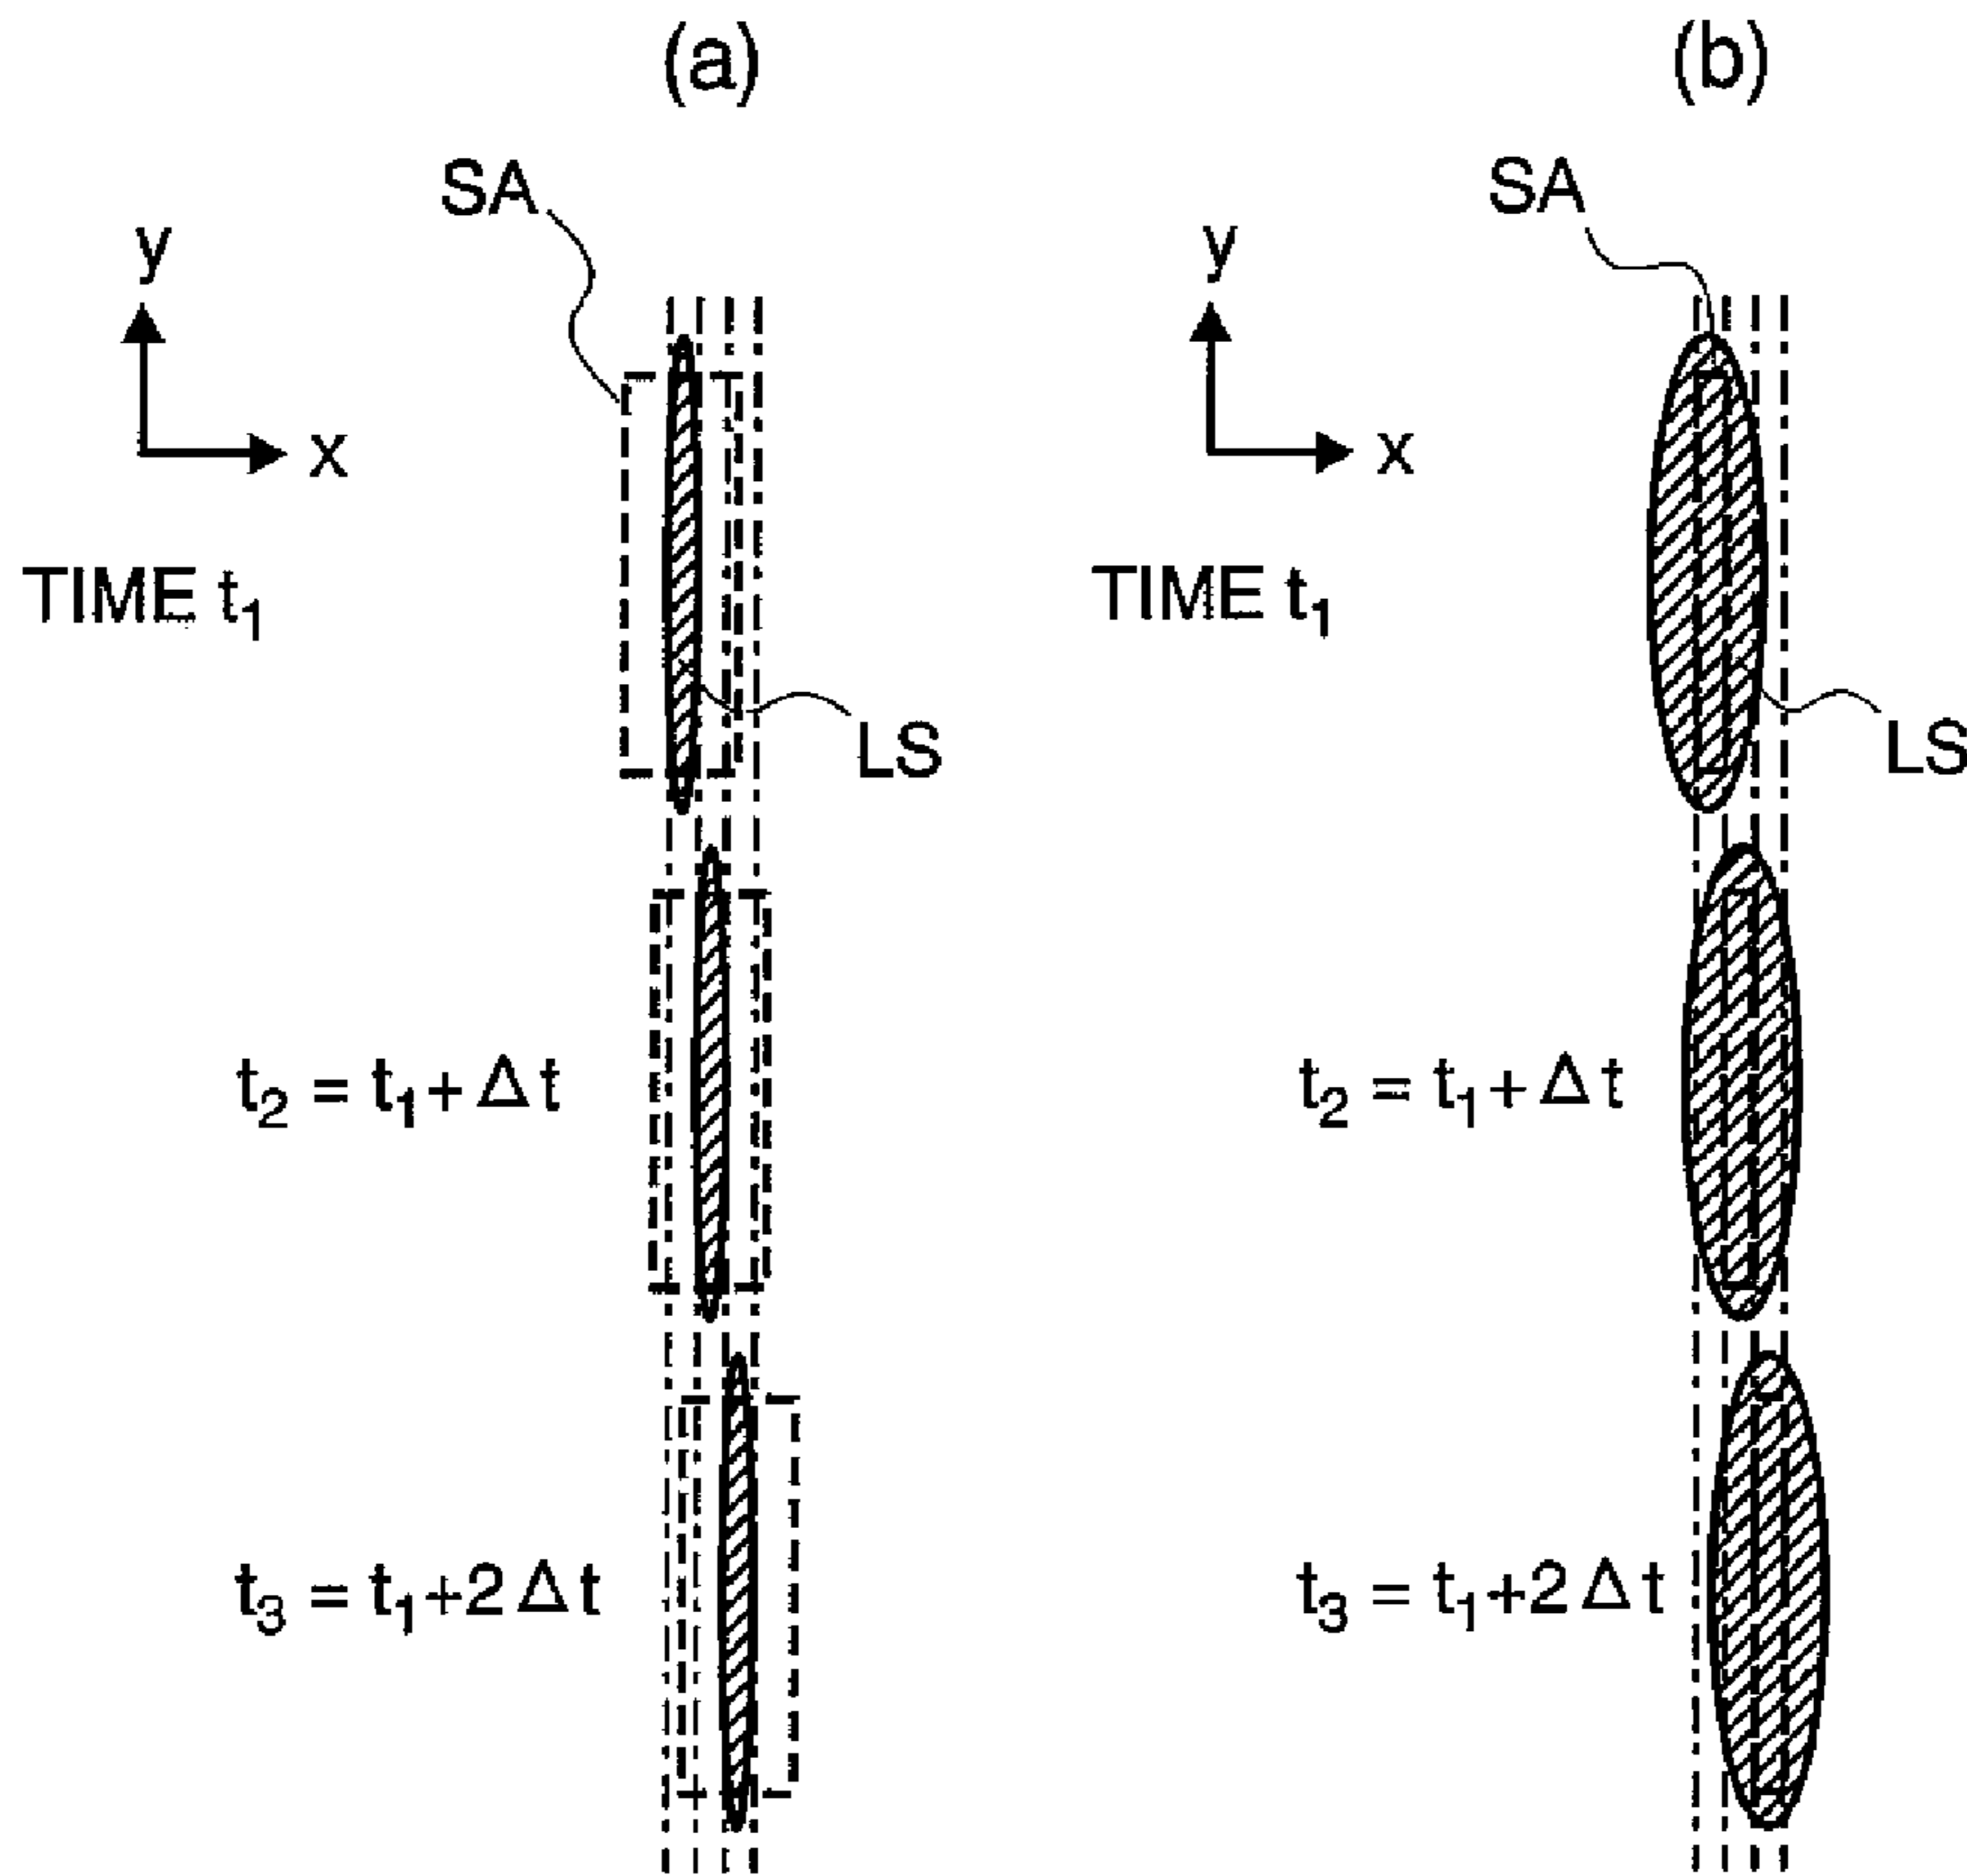 (a)
SA
y
x
TIME t₁
LS
t₂ = t₁ + Δt
t₃ = t₁+2Δt
(b)
SA
y
x
TIME t₁
LS
t₂ = t₁+ Δt
t₃ = t₁+2Δt